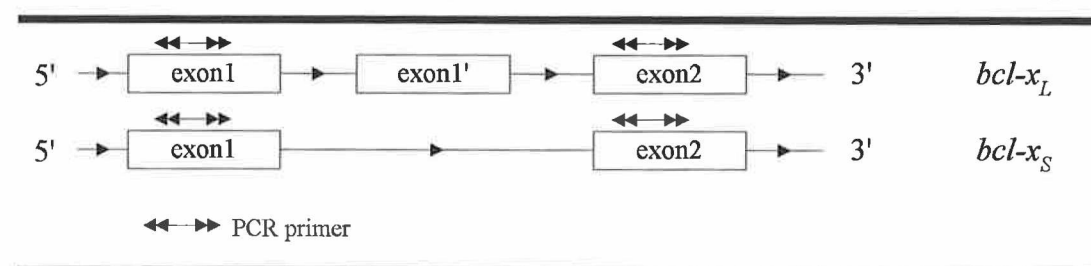 5' exon1 exon1' exon2 3' bcl-x_L
5' exon1 exon2 3' bcl-x_S
PCR primer